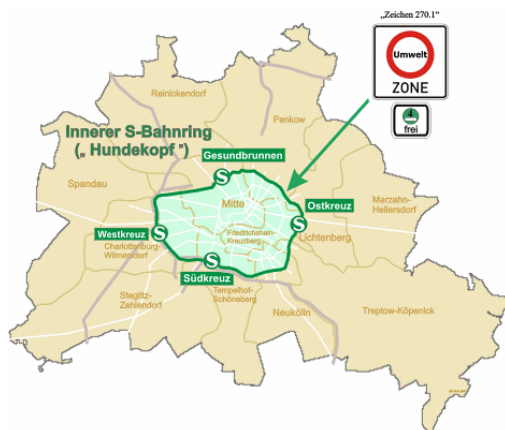 „Zeichen 270.1"
Umwelt
ZONE
4
frei
Reinickendorf
Pankow
Innerer S-Bahnring
(„ Hundekopf ")
Gesundbrunnen
S
Spandau
Mitte
Ostkreuz
Marzahn-
Hellersdorf
S
Westkreuz
S
Friedrichshain-
Kreuzberg
Lichtenberg
Charlottenburg-
Wilmersdorf
S
Südkreuz
Steglitz-
Zehlendorf
Tempelhof-
Schöneberg
Neukölln
Treptow-Köpenick